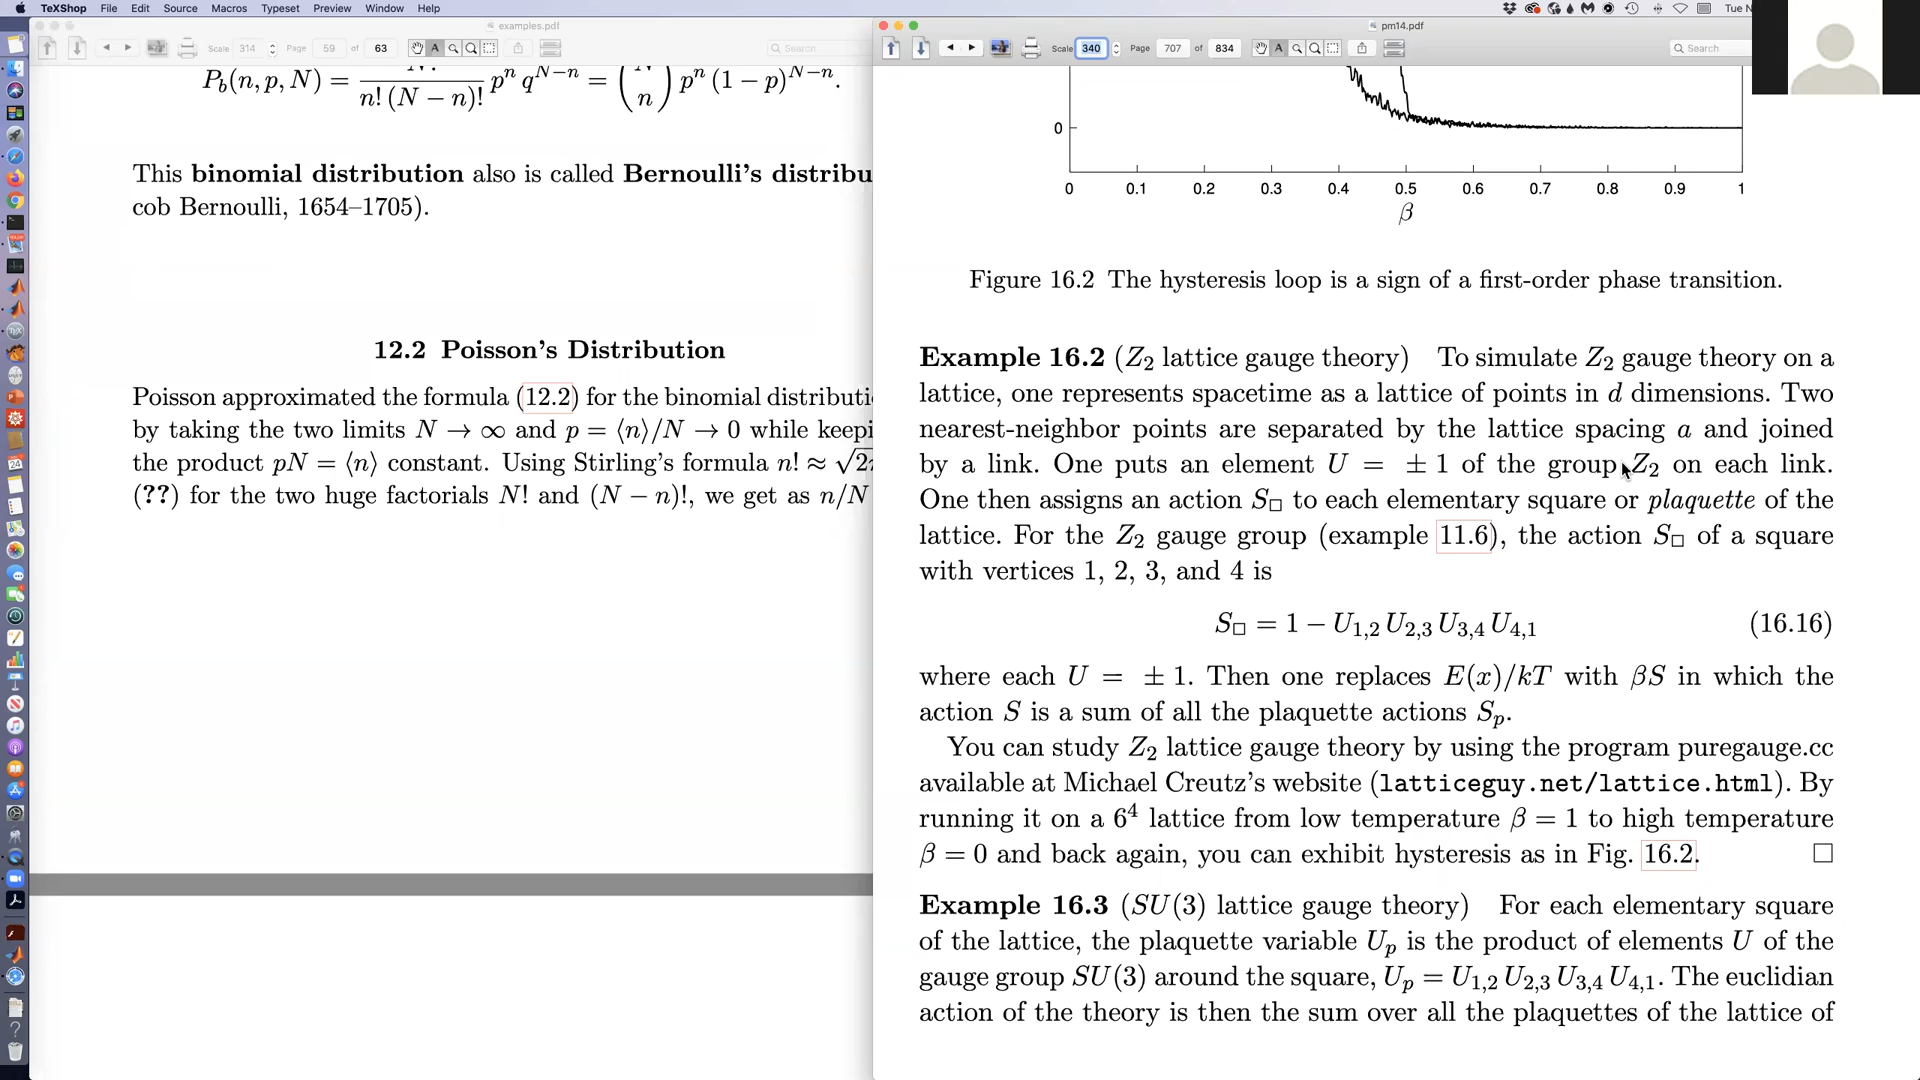 TeXShop File Edit Source Macros Typeset Preview Window Help
Tue N
examples.pdf
Scale 314 Page 59 of 63 Search
P_b(n, p, N) = N! / n! (N − n)! p^n q^{N−n} = (N n) p^n (1 − p)^{N−n}.
This binomial distribution also is called Bernoulli's distribu
cob Bernoulli, 1654–1705).
12.2 Poisson's Distribution
Poisson approximated the formula (12.2) for the binomial distributi
by taking the two limits N → ∞ and p = ⟨n⟩/N → 0 while keepi
the product pN = ⟨n⟩ constant. Using Stirling's formula n! ≈ √2
(??) for the two huge factorials N! and (N − n)!, we get as n/N
pm14.pdf
Scale 340 Page 707 of 834 Search
0
0 0.1 0.2 0.3 0.4 0.5 0.6 0.7 0.8 0.9 1
β
Figure 16.2 The hysteresis loop is a sign of a first-order phase transition.
Example 16.2 (Z₂ lattice gauge theory) To simulate Z₂ gauge theory on a
lattice, one represents spacetime as a lattice of points in d dimensions. Two
nearest-neighbor points are separated by the lattice spacing a and joined
by a link. One puts an element U = ± 1 of the group Z₂ on each link.
One then assigns an action S□ to each elementary square or plaquette of the
lattice. For the Z₂ gauge group (example 11.6), the action S□ of a square
with vertices 1, 2, 3, and 4 is
S□ = 1 − U₁,₂ U₂,₃ U₃,₄ U₄,₁ (16.16)
where each U = ± 1. Then one replaces E(x)/kT with βS in which the
action S is a sum of all the plaquette actions Sₚ.
You can study Z₂ lattice gauge theory by using the program puregauge.cc
available at Michael Creutz's website (latticeguy.net/lattice.html). By
running it on a 6⁴ lattice from low temperature β = 1 to high temperature
β = 0 and back again, you can exhibit hysteresis as in Fig. 16.2. □
Example 16.3 (SU(3) lattice gauge theory) For each elementary square
of the lattice, the plaquette variable Uₚ is the product of elements U of the
gauge group SU(3) around the square, Uₚ = U₁,₂ U₂,₃ U₃,₄ U₄,₁. The euclidian
action of the theory is then the sum over all the plaquettes of the lattice of